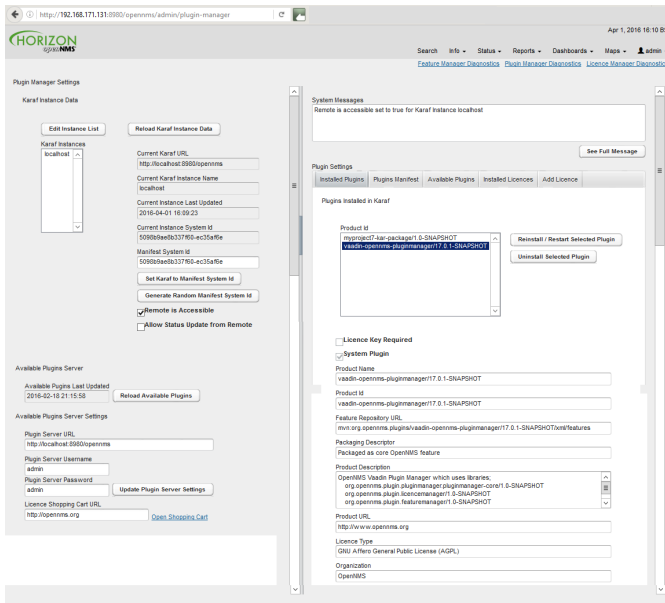 http://192.168.171.131:8980/opennms/admin/plugin-manager
Apr 1, 2016 16:10 BS
HORIZON
openNMS
Search Info Status Reports Dashboards Maps admin
Feature Manager Diagnostics Plugin Manager Diagnostics Licence Manager Diagnostic
Plugin Manager Settings
Karaf Instance Data
Edit Instance List
Reload Karaf Instance Data
Karaf Instances
localhost
Current Karaf URL
http://localhost:8980/opennms
Current Karaf Instance Name
localhost
Current Instance Last Updated
2016-04-01 16:09:23
Current Instance System Id
5098b9ae8b337f60-ec35af6e
Manifest System Id
5098b9ae8b337f60-ec35af6e
Set Karaf to Manifest System Id
Generate Random Manifest System Id
Remote is Accessible
Allow Status Update from Remote
Available Plugins Server
Available Pugins Last Updated
2016-02-18 21:15:58
Reload Available Plugins
Available Plugins Server Settings
Plugin Server URL
http://localhost:8980/opennms
Plugin Server Username
admin
Plugin Server Password
admin
Update Plugin Server Settings
Licence Shopping Cart URL
http://opennms.org
Open Shopping Cart
System Messages
Remote is accessible set to true for Karaf Instance localhost
See Full Message
Plugin Settings
Installed Plugins Plugins Manifest Available Plugins Installed Licences Add Licence
Plugins Installed in Karaf
Product Id
myproject7-kar-package/1.0-SNAPSHOT
vaadin-opennms-pluginmanager/17.0.1-SNAPSHOT
Reinstall / Restart Selected Plugin
Uninstall Selected Plugin
Licence Key Required
System Plugin
Product Name
vaadin-opennms-pluginmanager/17.0.1-SNAPSHOT
Product Id
vaadin-opennms-pluginmanager/17.0.1-SNAPSHOT
Feature Repository URL
mvn:org.opennms.plugins/vaadin-opennms-pluginmanager/17.0.1-SNAPSHOT/xml/features
Packaging Descriptor
Packaged as core OpenNMS feature
Product Description
OpenNMS Vaadin Plugin Manager which uses libraries;
org.opennms.plugin.pluginmanager.pluginmanager-core/1.0-SNAPSHOT
org.opennms.plugin.licencemanager/1.0-SNAPSHOT
org.opennms.plugin.featuremanager/1.0-SNAPSHOT
Product URL
http://www.opennms.org
Licence Type
GNU Affero General Public License (AGPL)
Organization
OpenNMS